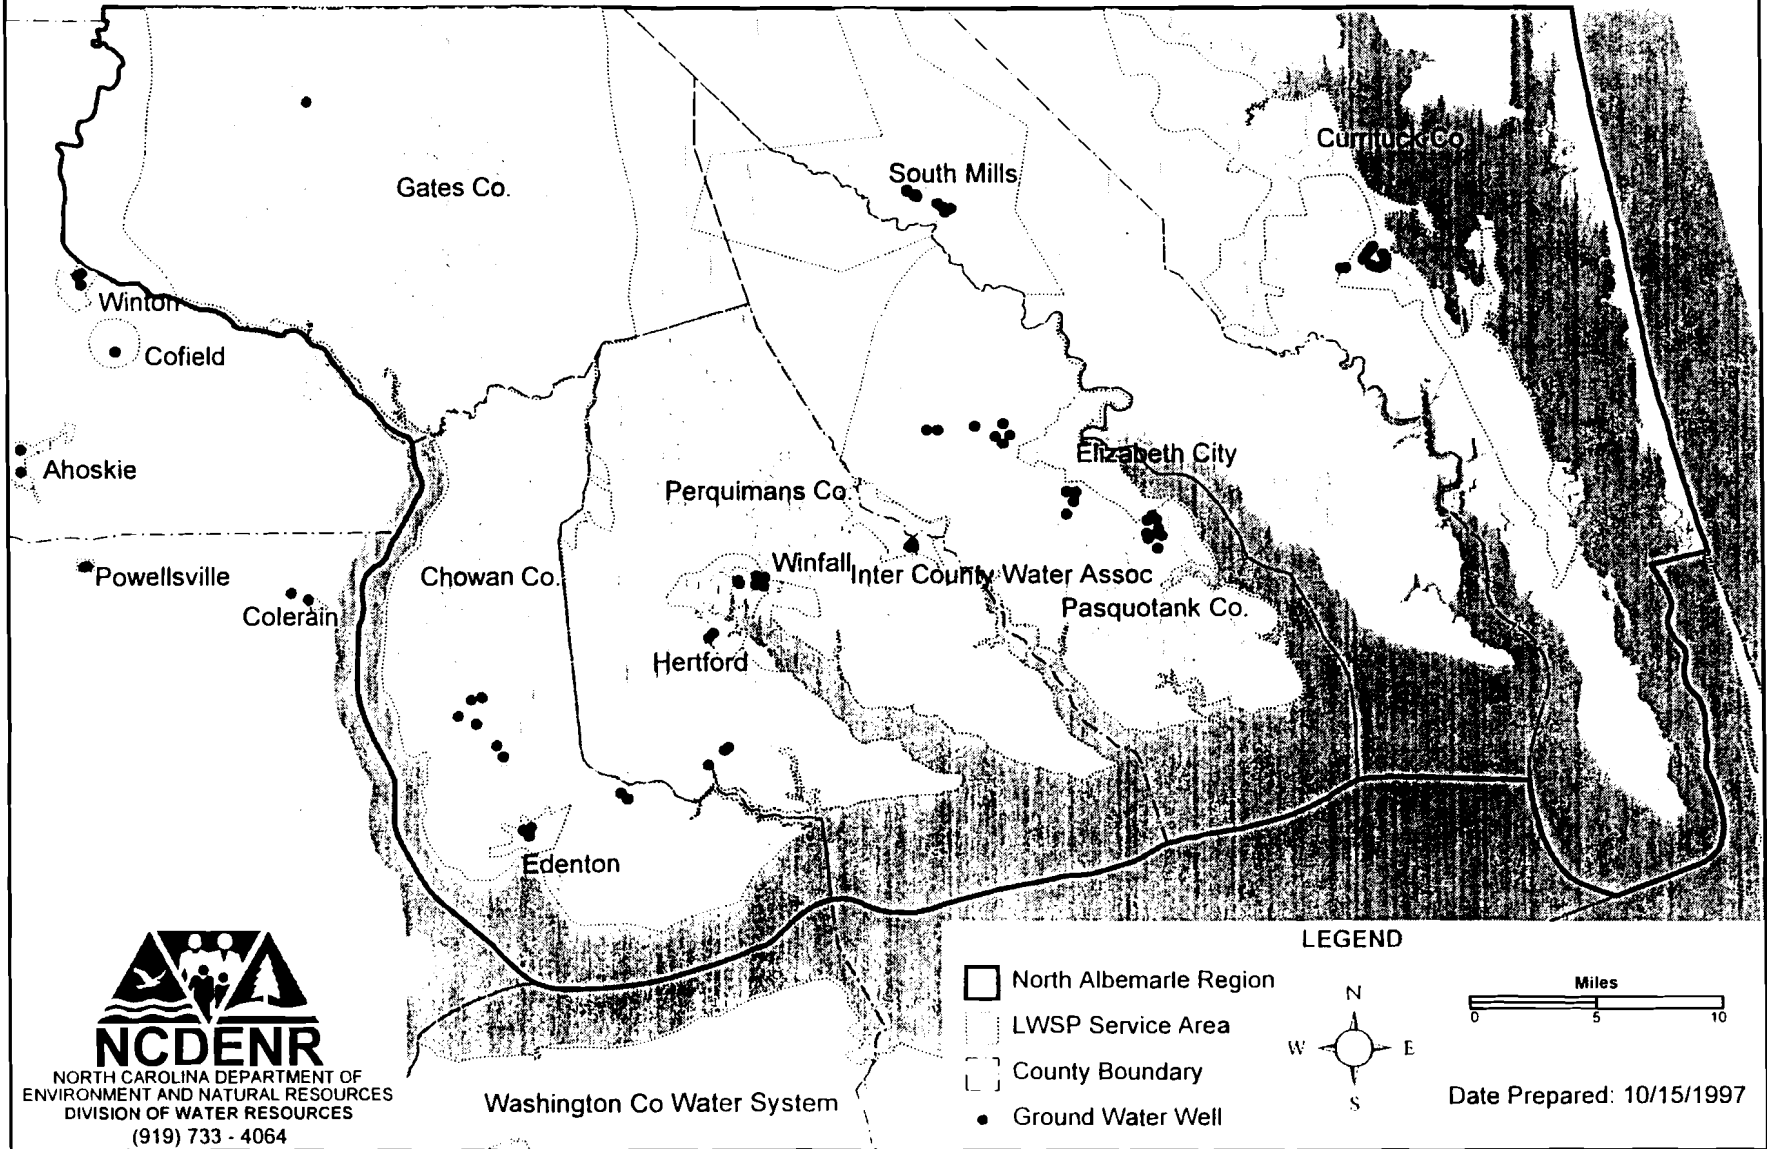 Currituck Co
South Mills
Gates Co.
Winton
Cofield
Elizabeth City
Ahoskie
Perquimans Co.
Winfall
Inter County Water Assoc
Powellsville
Chowan Co.
Pasquotank Co.
Colerain
Hertford
Edenton
Washington Co Water System
NCDENR
NORTH CAROLINA DEPARTMENT OF
ENVIRONMENT AND NATURAL RESOURCES
DIVISION OF WATER RESOURCES
(919) 733 - 4064
LEGEND
North Albemarle Region
LWSP Service Area
County Boundary
Ground Water Well
N
W E
S
Miles
0 5 10
Date Prepared: 10/15/1997